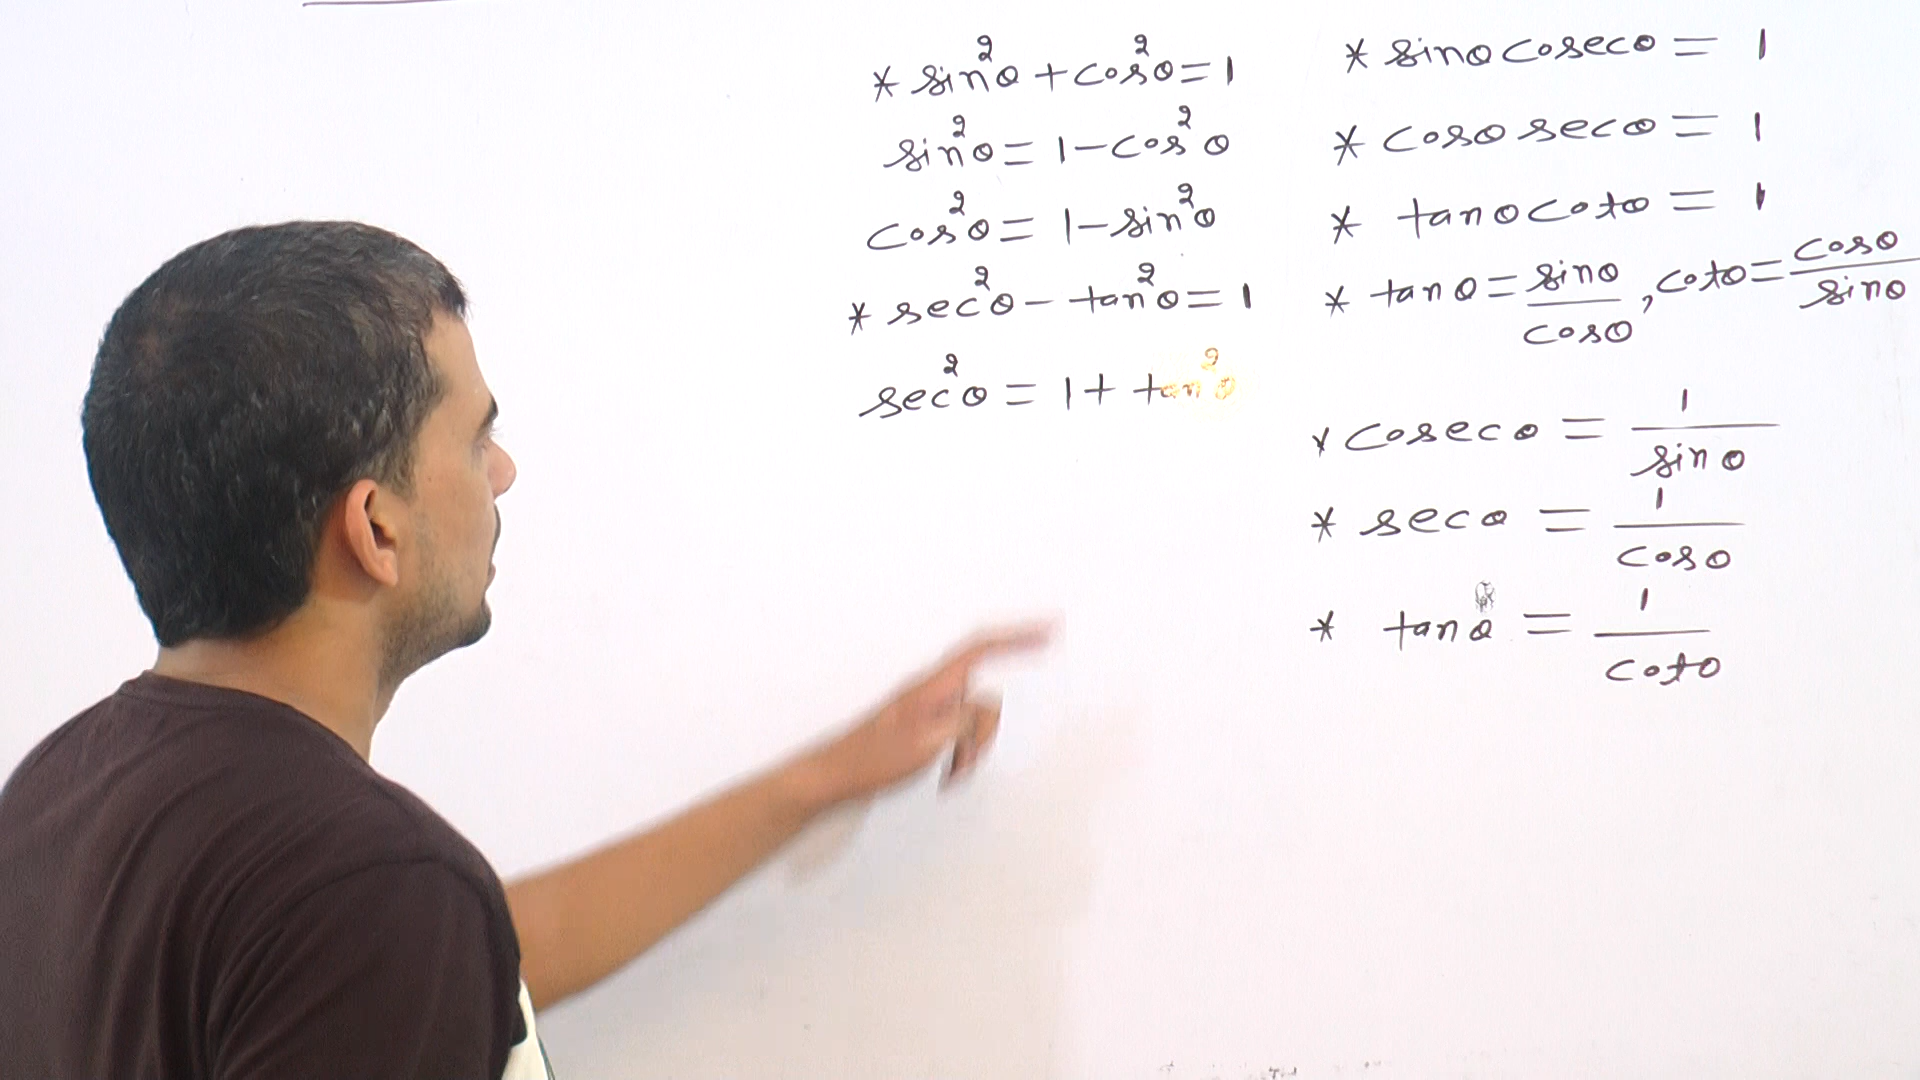 * sin²θ + cos²θ = 1
sin²θ = 1 - cos²θ
cos²θ = 1 - sin²θ
* sec²θ - tan²θ = 1
sec²θ = 1 + tan²θ
* sinθ cosecθ = 1
* cosθ secθ = 1
* tanθ cotθ = 1
* tanθ = sinθ/cosθ, cotθ = cosθ/sinθ
* cosecθ = 1/sinθ
* secθ = 1/cosθ
* tanθ = 1/cotθ